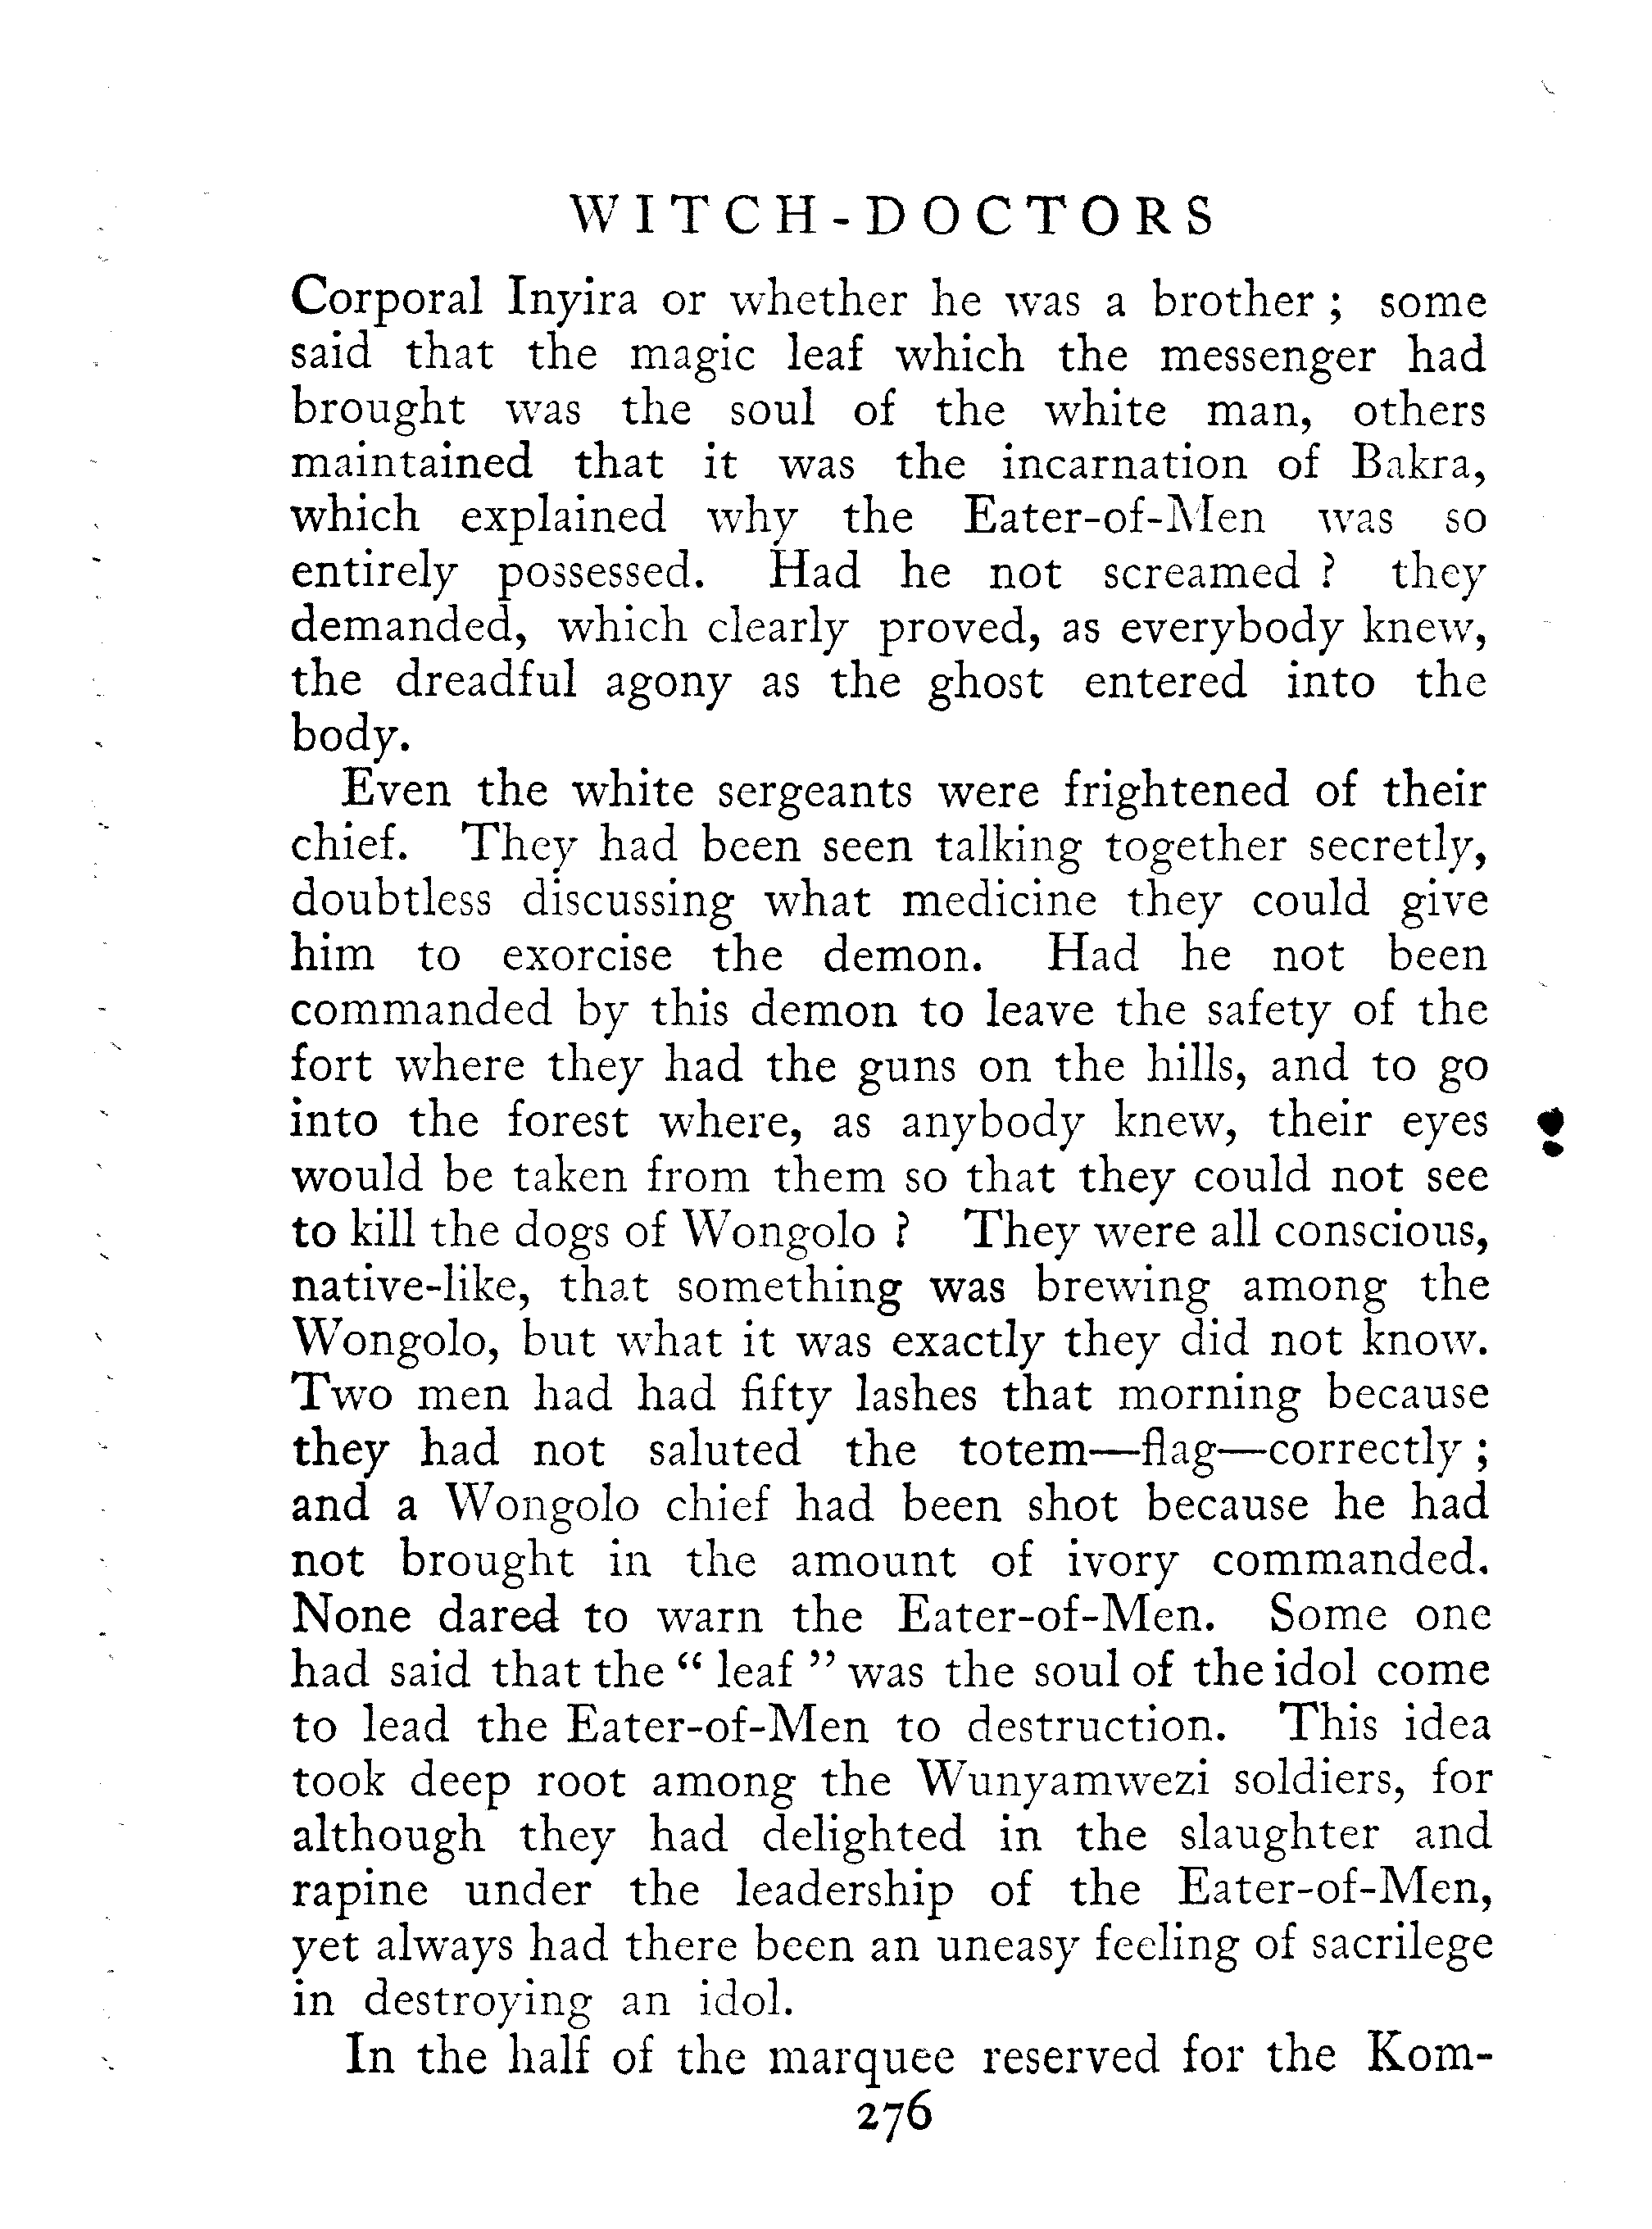 WITCH-DOCTORS
Corporal Inyira or whether he was a brother ; some
said that the magic leaf which the messenger had
brought was the soul of the white man, others
maintained that it was the incarnation of Bakra,
which explained why the Eater-of-Men was so
entirely possessed. Had he not screamed ? they
demanded, which clearly proved, as everybody knew,
the dreadful agony as the ghost entered into the
body.
Even the white sergeants were frightened of their
chief. They had been seen talking together secretly,
doubtless discussing what medicine they could give
him to exorcise the demon. Had he not been
commanded by this demon to leave the safety of the
fort where they had the guns on the hills, and to go
into the forest where, as anybody knew, their eyes
would be taken from them so that they could not see
to kill the dogs of Wongolo ? They were all conscious,
native-like, that something was brewing among the
Wongolo, but what it was exactly they did not know.
Two men had had fifty lashes that morning because
they had not saluted the totem—flag—correctly ;
and a Wongolo chief had been shot because he had
not brought in the amount of ivory commanded.
None dared to warn the Eater-of-Men. Some one
had said that the “ leaf ” was the soul of the idol come
to lead the Eater-of-Men to destruction. This idea
took deep root among the Wunyamwezi soldiers, for
although they had delighted in the slaughter and
rapine under the leadership of the Eater-of-Men,
yet always had there been an uneasy feeling of sacrilege
in destroying an idol.
In the half of the marquee reserved for the Kom-
276